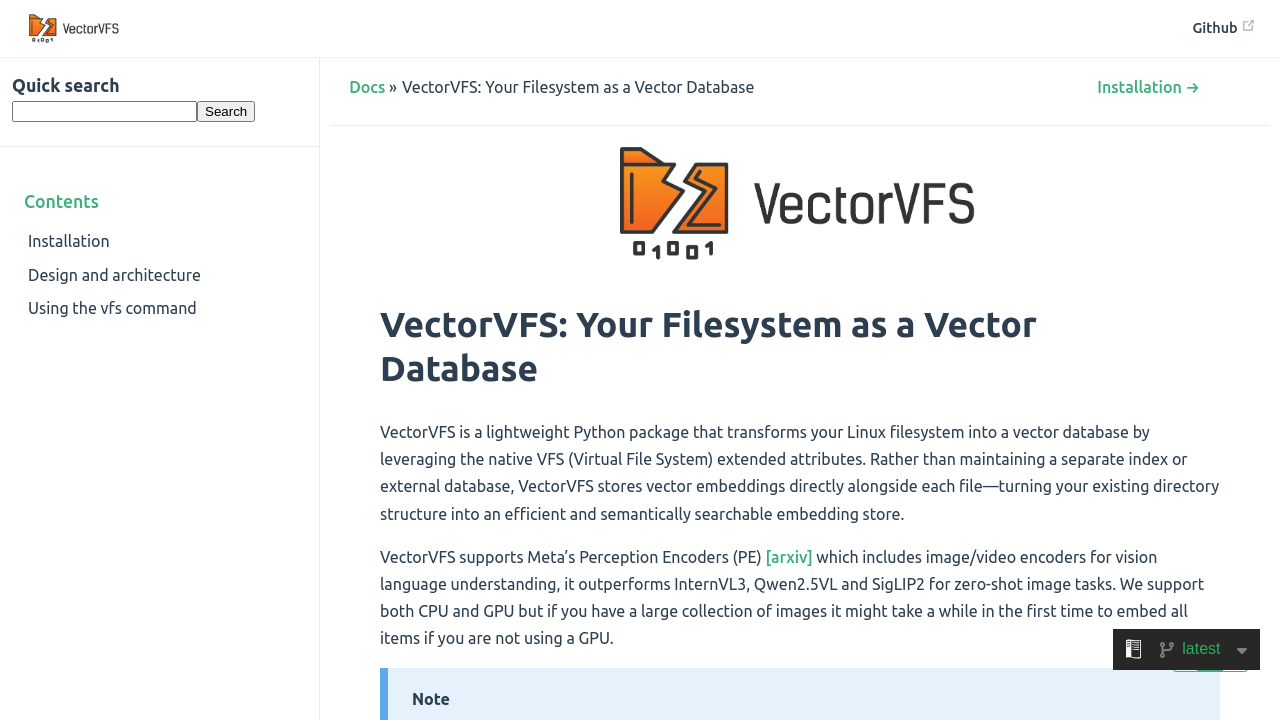 VectorVFS
Github
Quick search
Search
Contents
Installation
Design and architecture
Using the vfs command
Docs » VectorVFS: Your Filesystem as a Vector Database
Installation →
01001
VectorVFS
VectorVFS: Your Filesystem as a Vector
Database
VectorVFS is a lightweight Python package that transforms your Linux filesystem into a vector database by
leveraging the native VFS (Virtual File System) extended attributes. Rather than maintaining a separate index or
external database, VectorVFS stores vector embeddings directly alongside each file—turning your existing directory
structure into an efficient and semantically searchable embedding store.
VectorVFS supports Meta’s Perception Encoders (PE) [arxiv] which includes image/video encoders for vision
language understanding, it outperforms InternVL3, Qwen2.5VL and SigLIP2 for zero-shot image tasks. We support
both CPU and GPU but if you have a large collection of images it might take a while in the first time to embed all
items if you are not using a GPU.
latest
Note